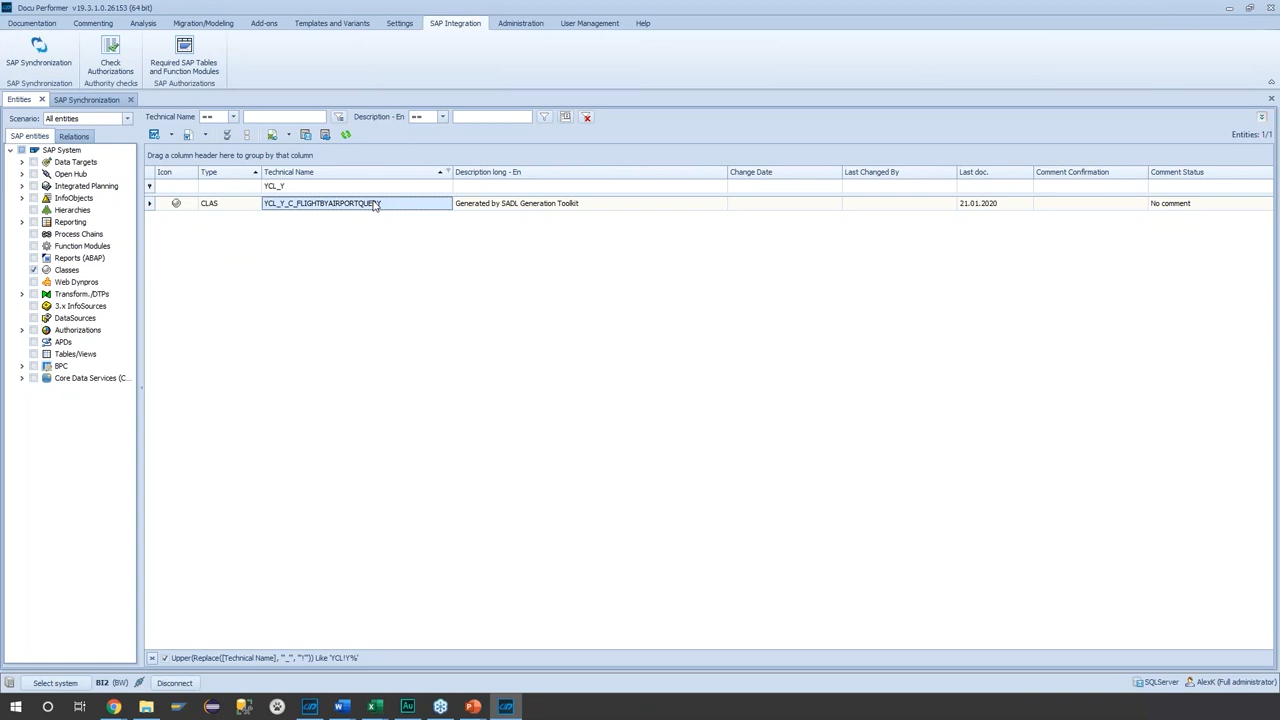 Docu Performer v19.3.1.0.26153 (64 bit)
Documentation Commenting Analysis Migration/Modeling Add-ons Templates and Variants Settings SAP Integration Administration User Management Help
SAP Synchronization
Check Authorizations
Required SAP Tables and Function Modules
SAP Synchronization Authority checks SAP Authorizations
Entities SAP Synchronization
Scenario: All entities
Technical Name == Description - En ==
SAP entities Relations
Entities: 1/1
SAP System
Data Targets
Open Hub
Integrated Planning
InfoObjects
Hierarchies
Reporting
Process Chains
Function Modules
Reports (ABAP)
Classes
Web Dynpros
Transform./DTPs
3.x InfoSources
DataSources
Authorizations
APDs
Tables/Views
BPC
Core Data Services (C...
Drag a column header here to group by that column
Icon Type Technical Name Description long - En Change Date Last Changed By Last doc. Comment Confirmation Comment Status
YCL_Y
CLAS YCL_Y_C_FLIGHTBYAIRPORTQUERY Generated by SADL Generation Toolkit 21.01.2020 No comment
Upper(Replace([Technical Name], '"_"', '"!"')) Like 'YCL!Y%'
Select system BI2 (BW) Disconnect SQLServer AlexK (Full administrator)